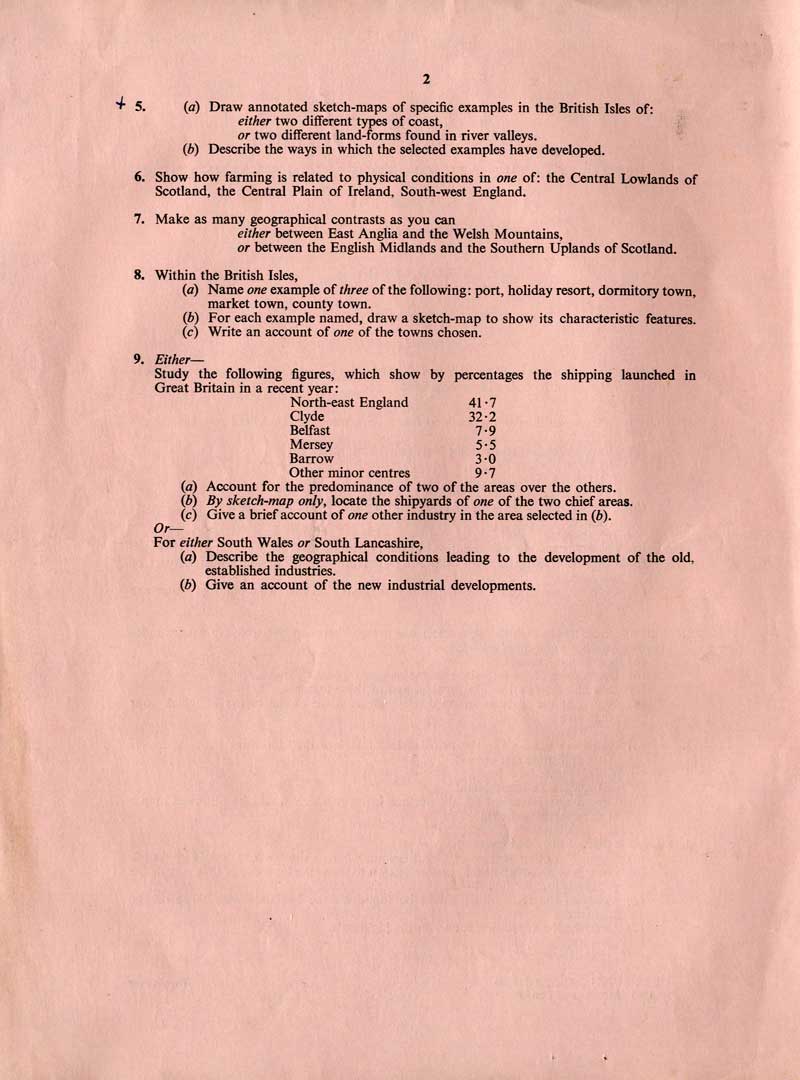 2
5. (a) Draw annotated sketch-maps of specific examples in the British Isles of:
either two different types of coast,
or two different land-forms found in river valleys.
(b) Describe the ways in which the selected examples have developed.
6. Show how farming is related to physical conditions in one of: the Central Lowlands of
Scotland, the Central Plain of Ireland, South-west England.
7. Make as many geographical contrasts as you can
either between East Anglia and the Welsh Mountains,
or between the English Midlands and the Southern Uplands of Scotland.
8. Within the British Isles,
(a) Name one example of three of the following: port, holiday resort, dormitory town,
market town, county town.
(b) For each example named, draw a sketch-map to show its characteristic features.
(c) Write an account of one of the towns chosen.
9. Either—
Study the following figures, which show by percentages the shipping launched in
Great Britain in a recent year:
North-east England 41·7
Clyde 32·2
Belfast 7·9
Mersey 5·5
Barrow 3·0
Other minor centres 9·7
(a) Account for the predominance of two of the areas over the others.
(b) By sketch-map only, locate the shipyards of one of the two chief areas.
(c) Give a brief account of one other industry in the area selected in (b).
Or—
For either South Wales or South Lancashire,
(a) Describe the geographical conditions leading to the development of the old,
established industries.
(b) Give an account of the new industrial developments.